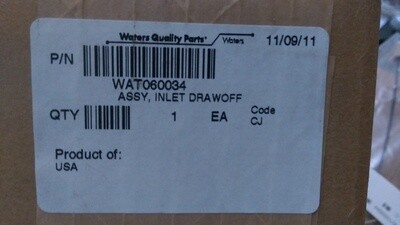 Waters Quality Parts Waters 11/09/11
P/N
WAT060034
ASSY, INLET DRAWOFF
QTY 1 EA Code
CJ
Product of:
USA